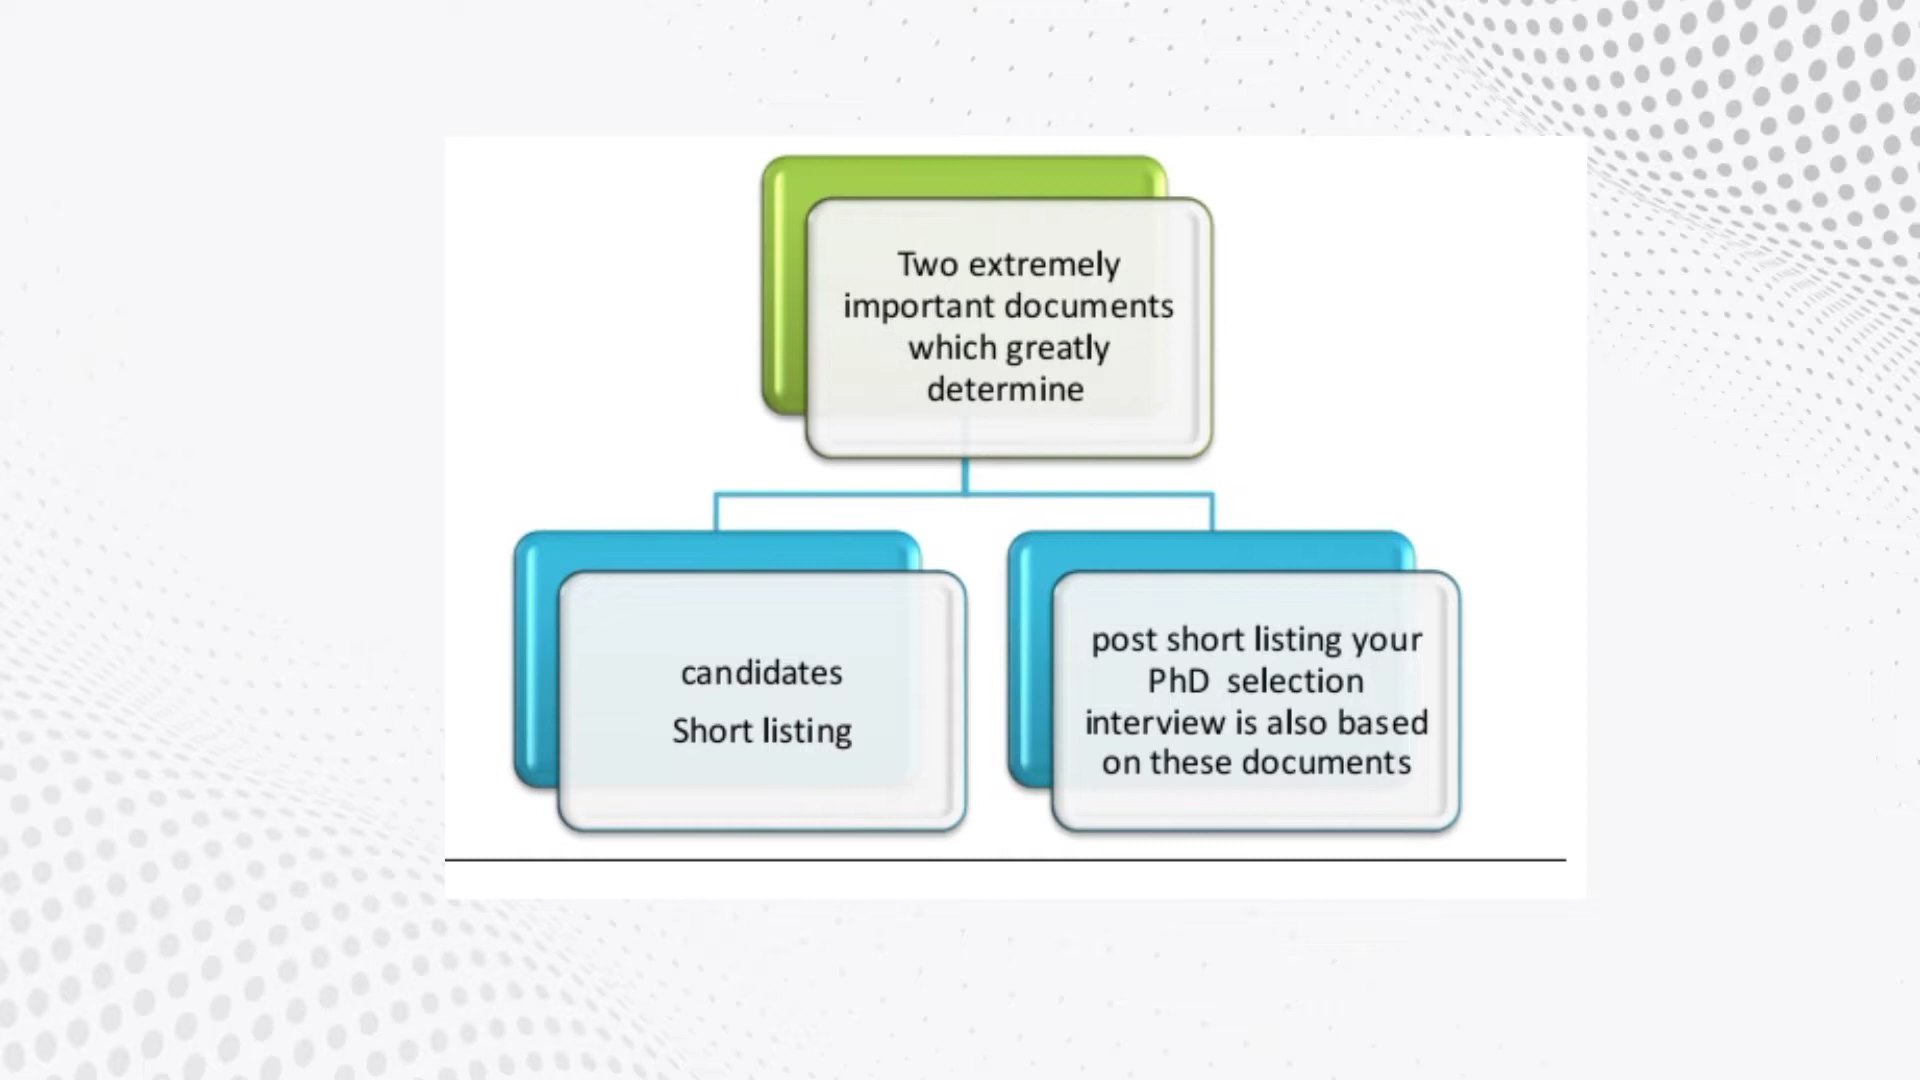 Two extremely
important documents
which greatly
determine
candidates
Short listing
post short listing your
PhD  selection
interview is also based
on these documents